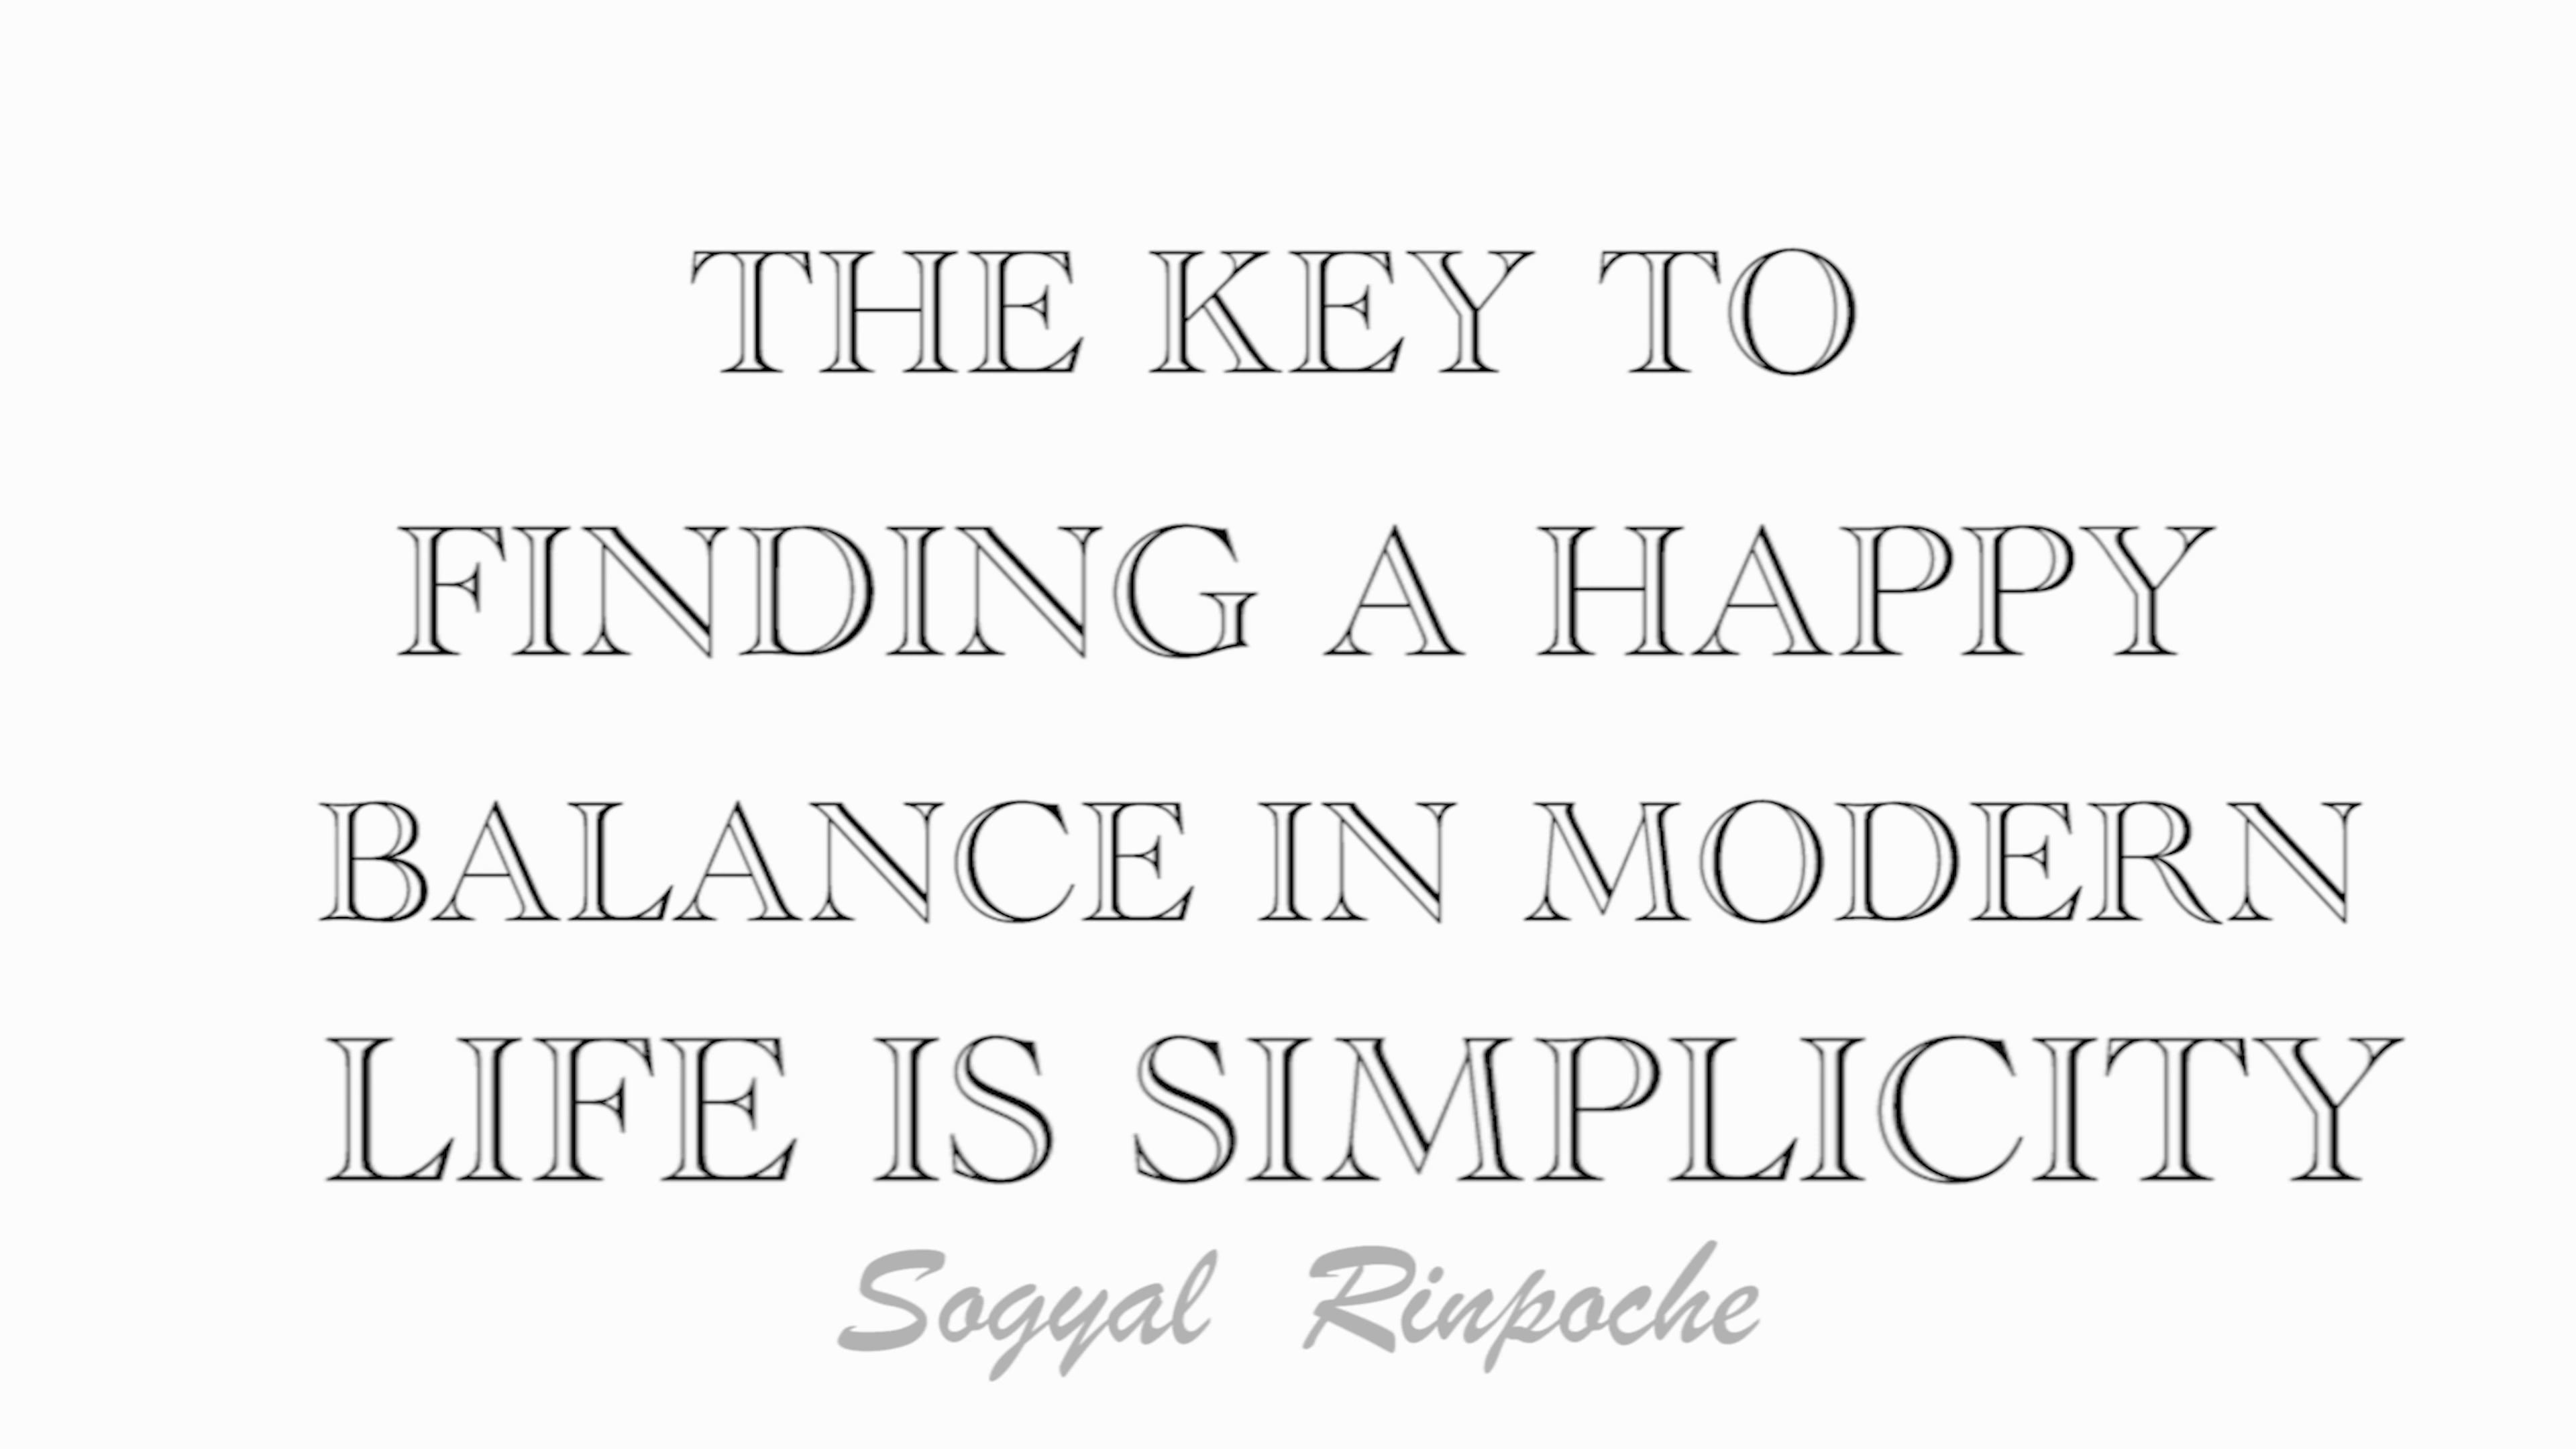 THE KEY TO
FINDING A HAPPY
BALANCE IN MODERN
LIFE IS SIMPLICITY
Sogyal Rinpoche